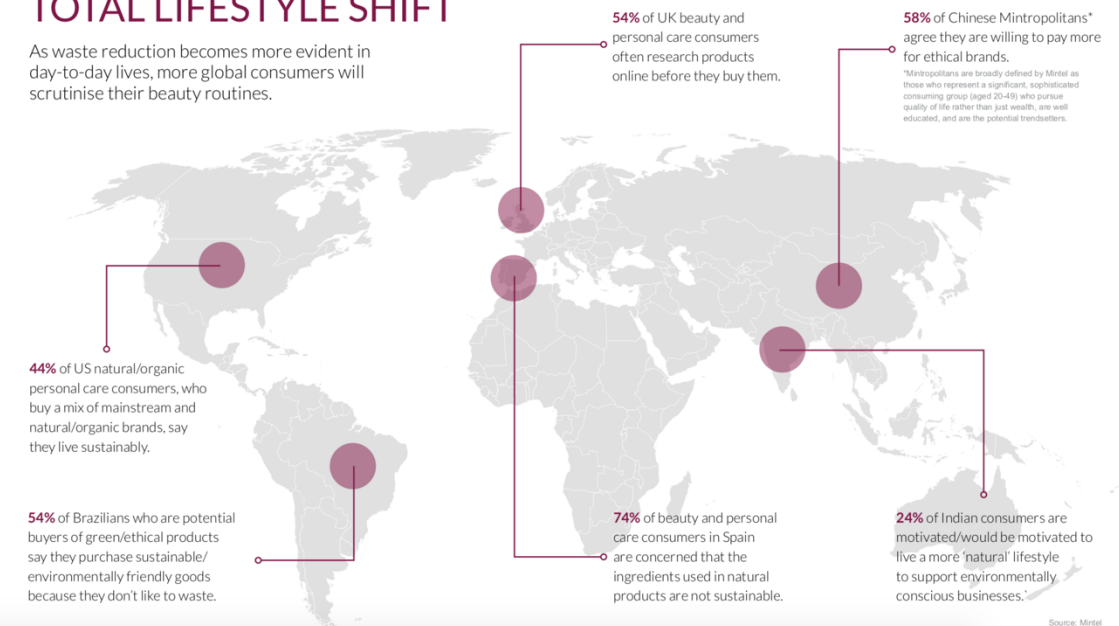 TOTAL LIFESTYLE SHIFT
As waste reduction becomes more evident in
day-to-day lives, more global consumers will
scrutinise their beauty routines.
54% of UK beauty and
personal care consumers
often research products
online before they buy them.
58% of Chinese Mintropolitans*
agree they are willing to pay more
for ethical brands.
*Mintropolitans are broadly defined by Mintel as
those who represent a significant, sophisticated
consuming group (aged 20-49) who pursue
quality of life rather than just wealth, are well
educated, and are the potential trendsetters.
44% of US natural/organic
personal care consumers, who
buy a mix of mainstream and
natural/organic brands, say
they live sustainably.
54% of Brazilians who are potential
buyers of green/ethical products
say they purchase sustainable/
environmentally friendly goods
because they don't like to waste.
74% of beauty and personal
care consumers in Spain
are concerned that the
ingredients used in natural
products are not sustainable.
24% of Indian consumers are
motivated/would be motivated to
live a more 'natural' lifestyle
to support environmentally
conscious businesses.
Source: Mintel